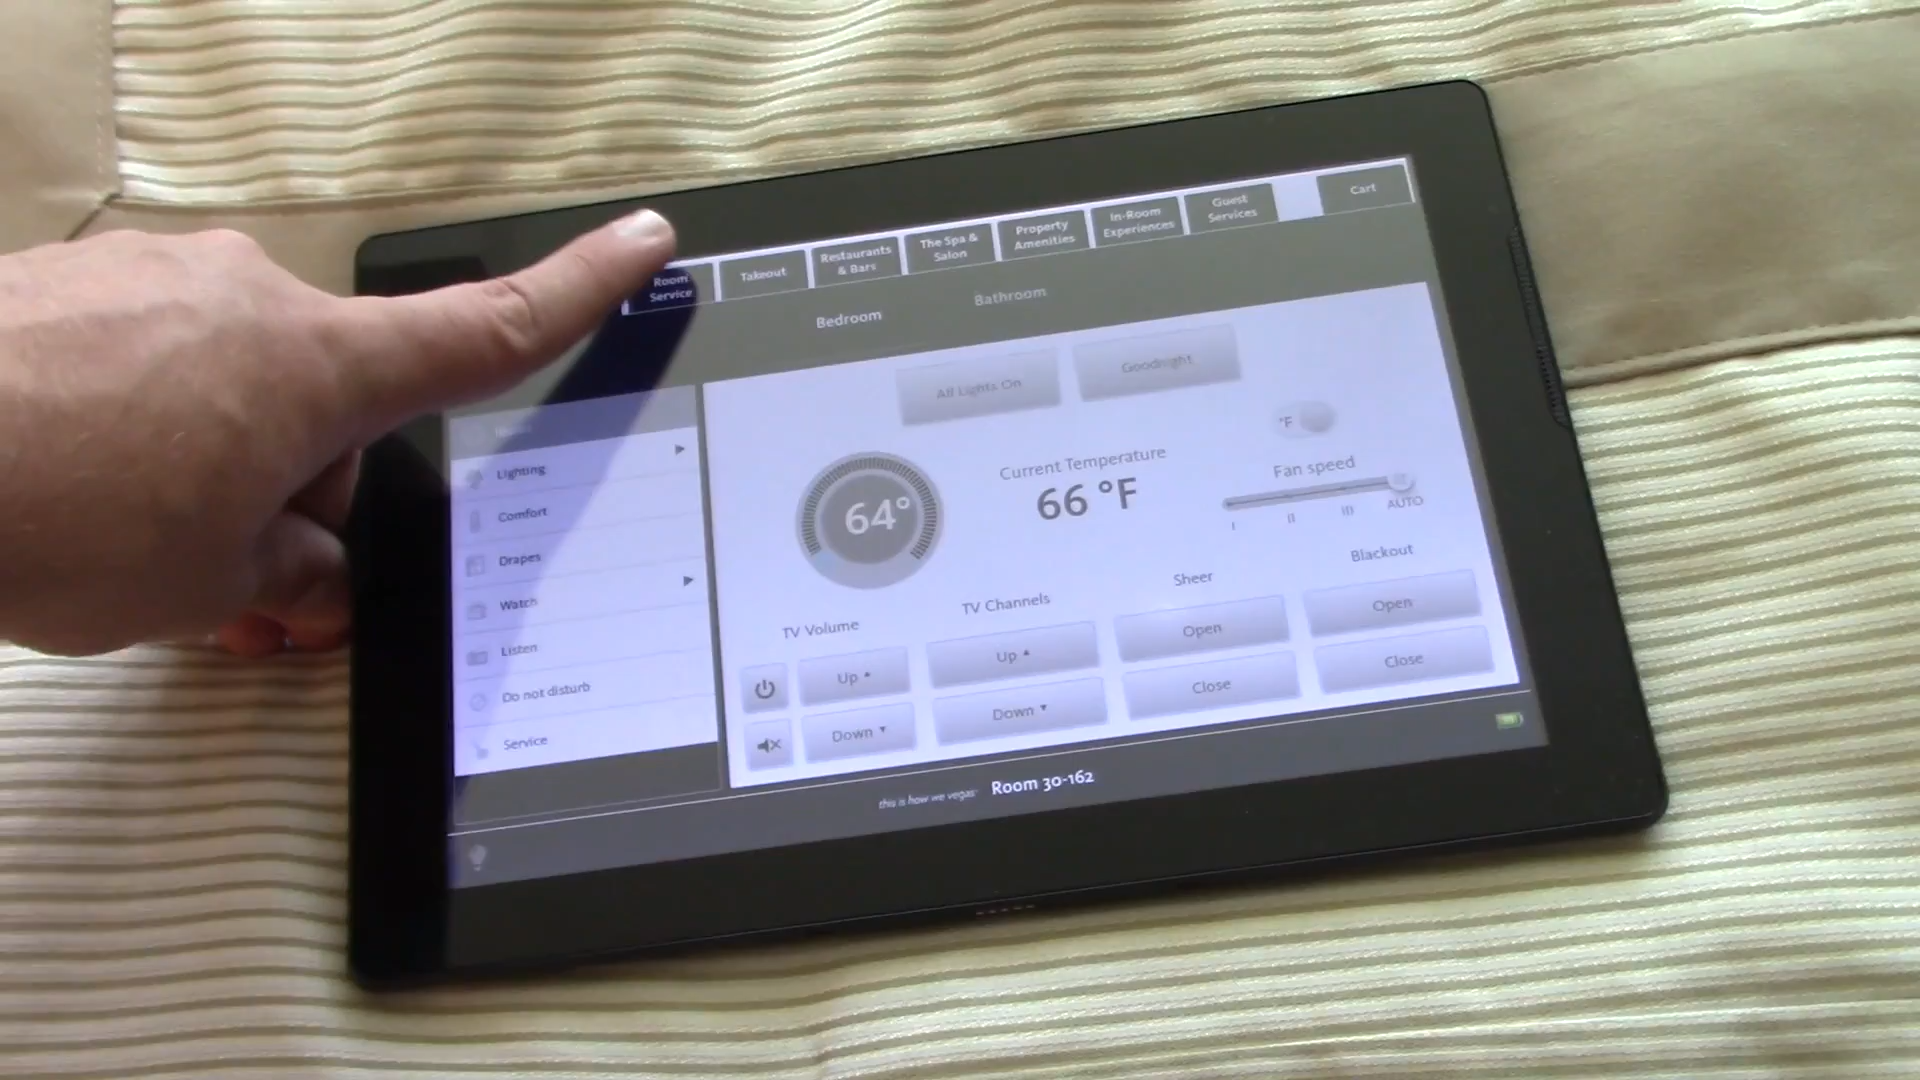 Room
Service
Takeout
Restaurants
& Bars
The Spa &
Salon
Property
Amenities
In-Room
Experiences
Guest
Services
Cart
Bedroom
Bathroom
All Lights On
Goodnight
Lighting
Comfort
Drapes
Watch
Listen
Do not disturb
Service
64°
Current Temperature
66 °F
°F
Fan speed
I II III AUTO
TV Volume
Up
Down
TV Channels
Up
Down
Sheer
Open
Close
Blackout
Open
Close
this is how we vegas
Room 30-162